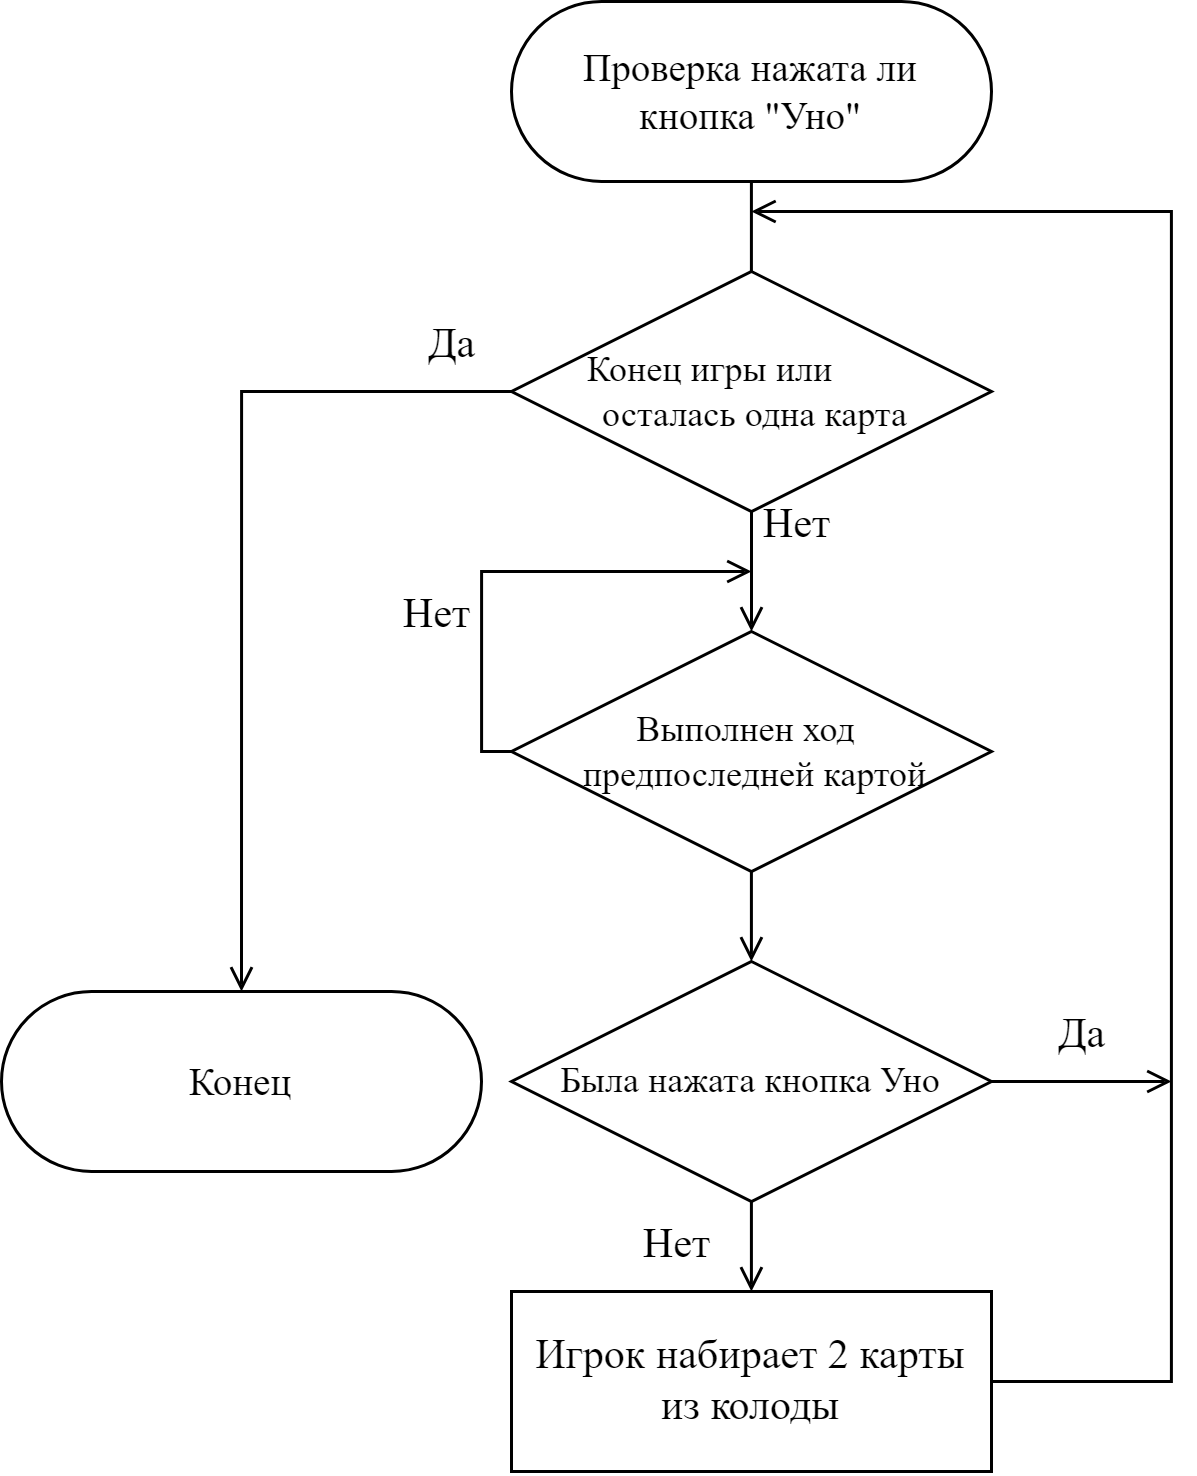 Проверка нажата ли
кнопка "Уно"
Да
Конец игры или
осталась одна карта
Нет
Нет
Выполнен ход
предпоследней картой
Да
Была нажата кнопка Уно
Конец
Нет
Игрок набирает 2 карты
из колоды